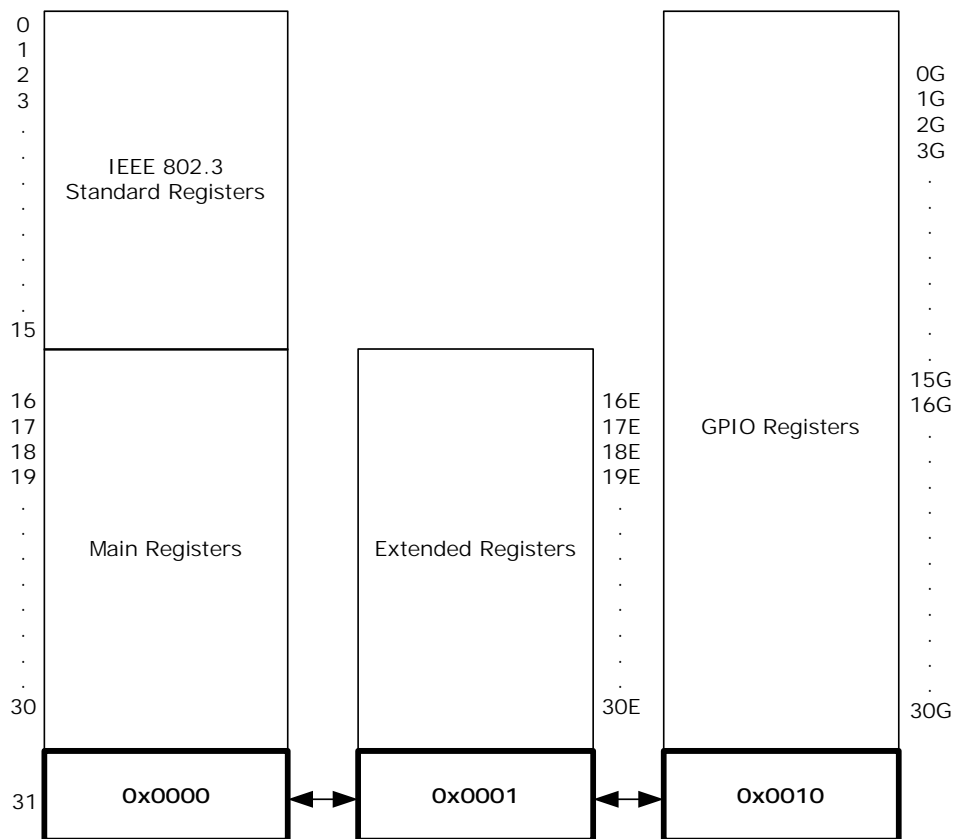 0
1
2
3
.
.
.
.
.
.
.
.
15
IEEE 802.3
Standard Registers
16
17
18
19
.
.
.
.
.
.
.
.
30
Main Registers
16E
17E
18E
19E
.
.
.
.
.
.
.
.
30E
Extended Registers
0G
1G
2G
3G
.
.
.
.
.
.
.
.
15G
16G
.
.
.
.
.
.
.
.
.
.
.
30G
GPIO Registers
31
0x0000
0x0001
0x0010